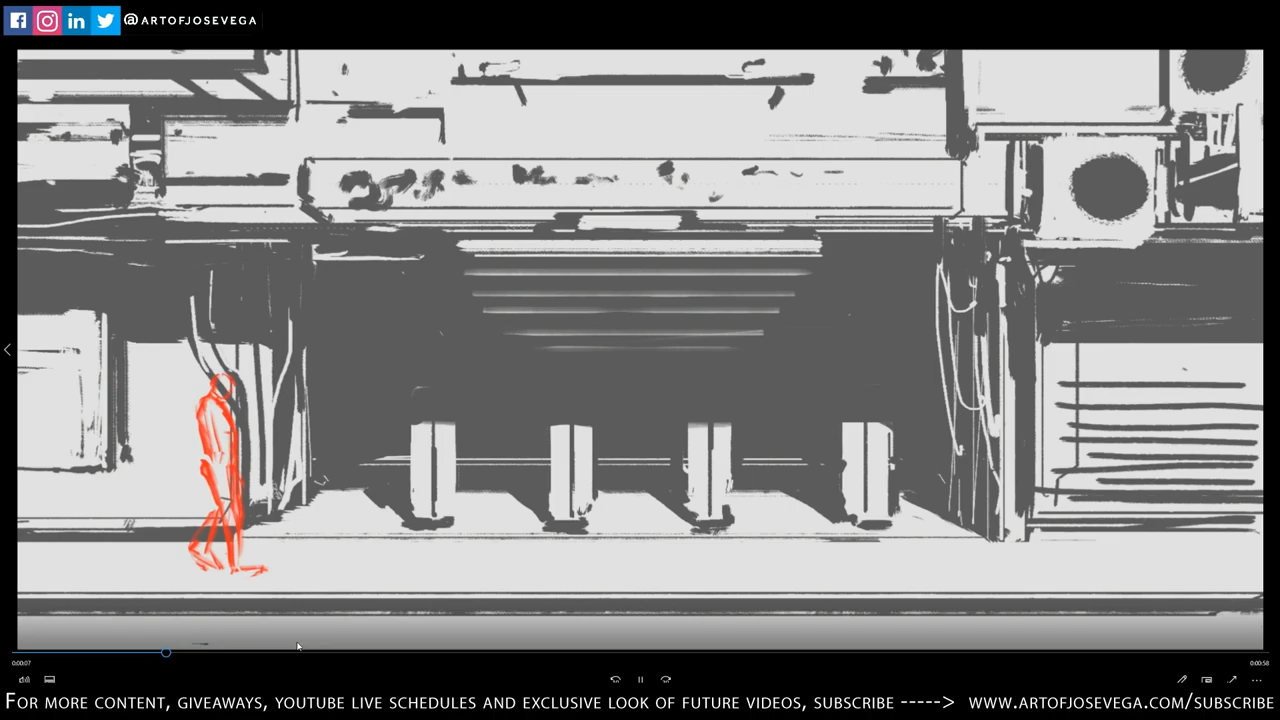 @ARTOFJOSEVEGA
0:00:07
0:00:58
FOR MORE CONTENT, GIVEAWAYS, YOUTUBE LIVE SCHEDULES AND EXCLUSIVE LOOK OF FUTURE VIDEOS, SUBSCRIBE -----> WWW.ARTOFJOSEVEGA.COM/SUBSCRIBE